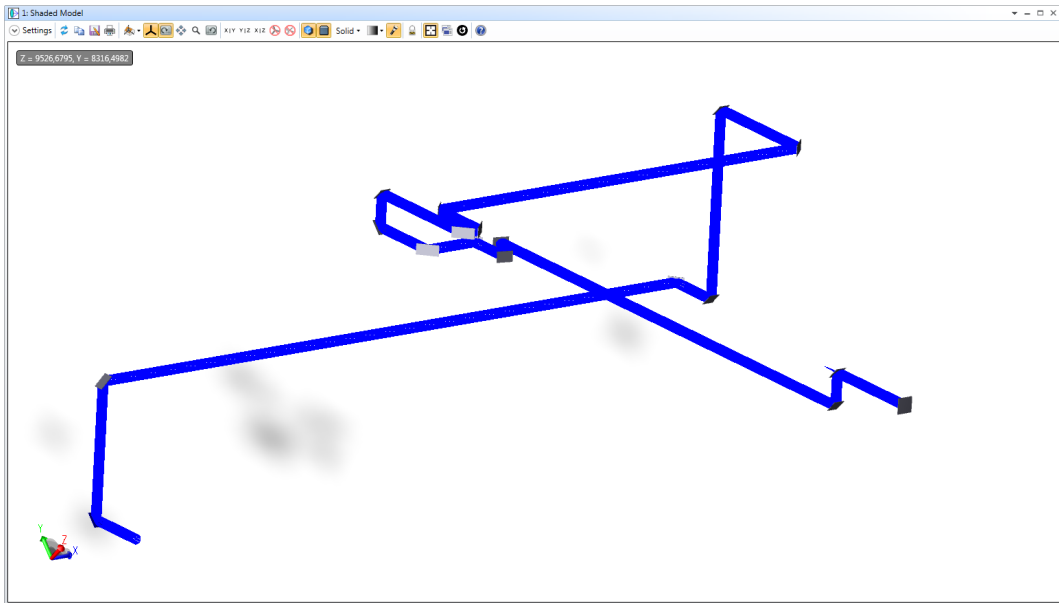 1: Shaded Model
Settings X|Y Y|Z X|Z Solid
Z = 9526,6795, Y = 8316,4982
Y
Z
X